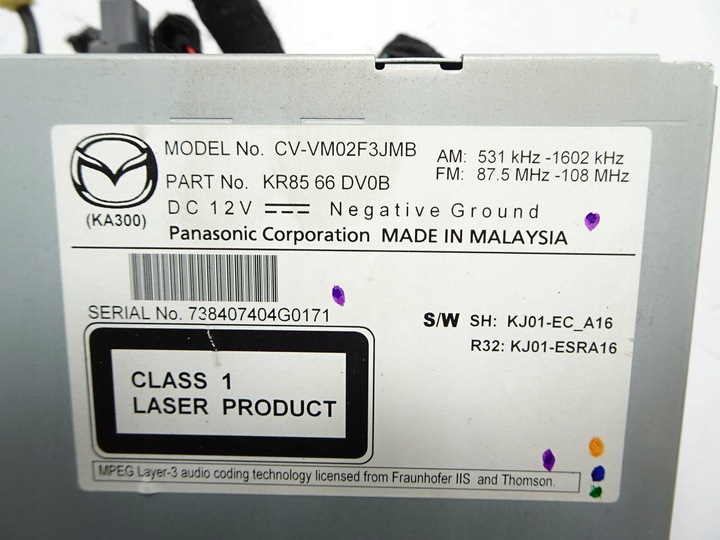 MODEL No. CV-VM02F3JMB
AM: 531 kHz -1602 kHz
PART No. KR85 66 DV0B
FM: 87.5 MHz -108 MHz
(KA300)
DC 12V Negative Ground
Panasonic Corporation MADE IN MALAYSIA
SERIAL No. 738407404G0171
S/W SH: KJ01-EC_A16
R32: KJ01-ESRA16
CLASS 1
LASER PRODUCT
MPEG Layer-3 audio coding technology licensed from Fraunhofer IIS and Thomson.